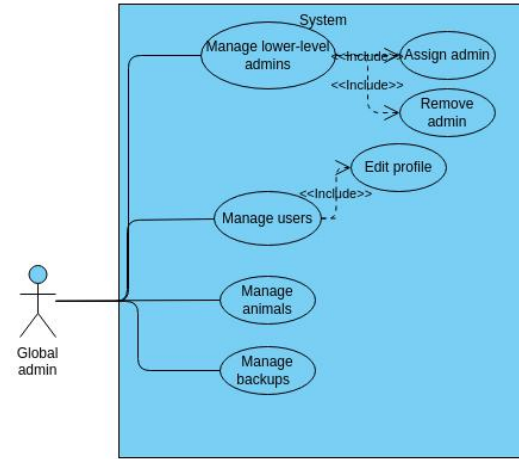 System
Manage lower-level
admins
<<Include>>
Assign admin
<<Include>>
Remove
admin
Edit profile
<<Include>>
Manage users
Manage
animals
Global
admin
Manage
backups